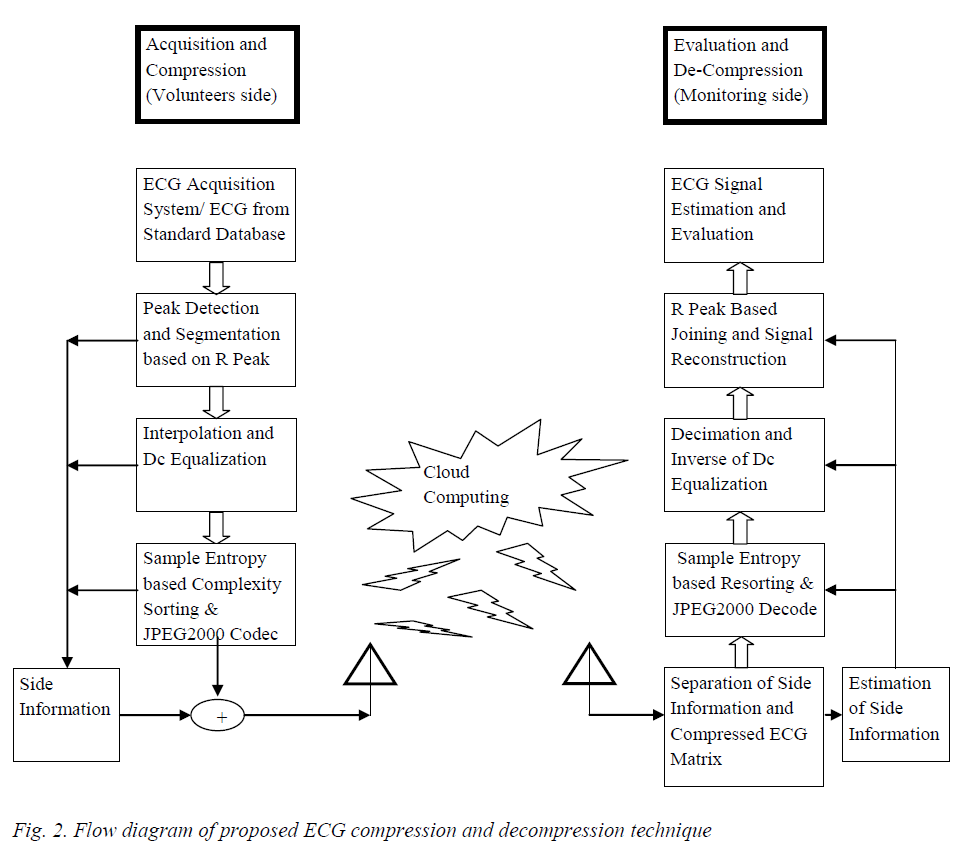 Acquisition and
Compression
(Volunteers side)
Evaluation and
De-Compression
(Monitoring side)
ECG Acquisition
System/ ECG from
Standard Database
ECG Signal
Estimation and
Evaluation
Peak Detection
and Segmentation
based on R Peak
R Peak Based
Joining and Signal
Reconstruction
Interpolation and
Dc Equalization
Cloud
Computing
Decimation and
Inverse of Dc
Equalization
Sample Entropy
based Complexity
Sorting &
JPEG2000 Codec
Sample Entropy
based Resorting &
JPEG2000 Decode
Side
Information
+
Separation of Side
Information and
Compressed ECG
Matrix
Estimation
of Side
Information
Fig. 2. Flow diagram of proposed ECG compression and decompression technique